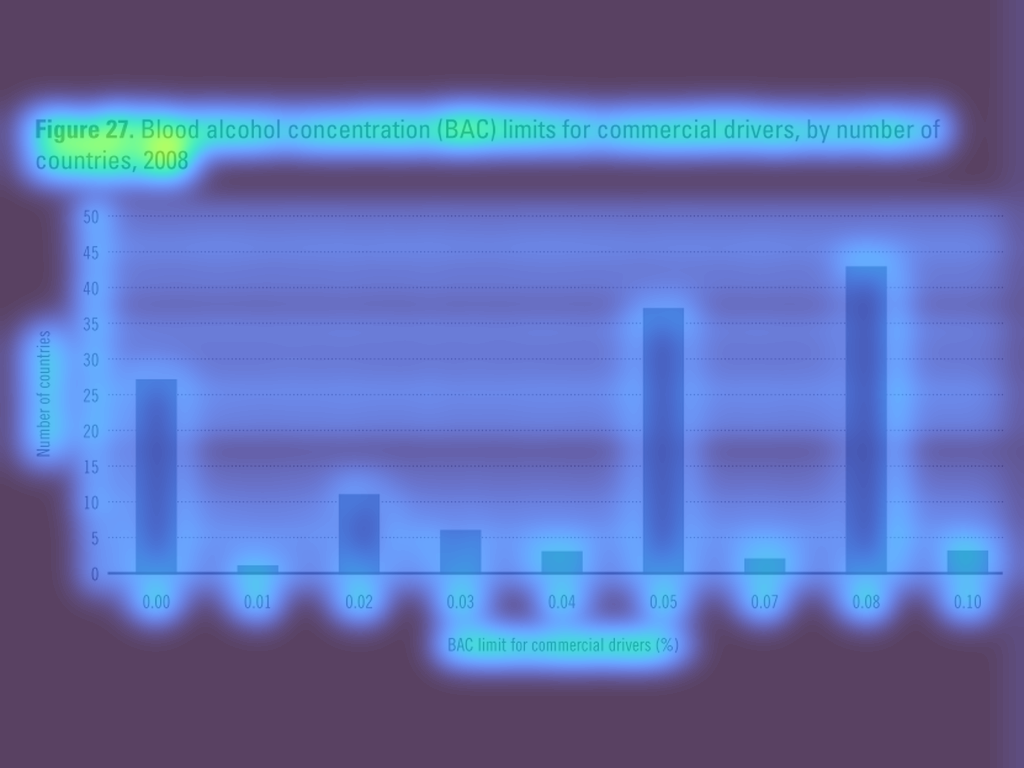 Figure 27. Blood alcohol concentration (BAC) limits for commercial drivers, by number of
countries, 2008
50
45
40
35
30
25
20
15
10
5
0
Number of countries
0.00 0.01 0.02 0.03 0.04 0.05 0.07 0.08 0.10
BAC limit for commercial drivers (%)